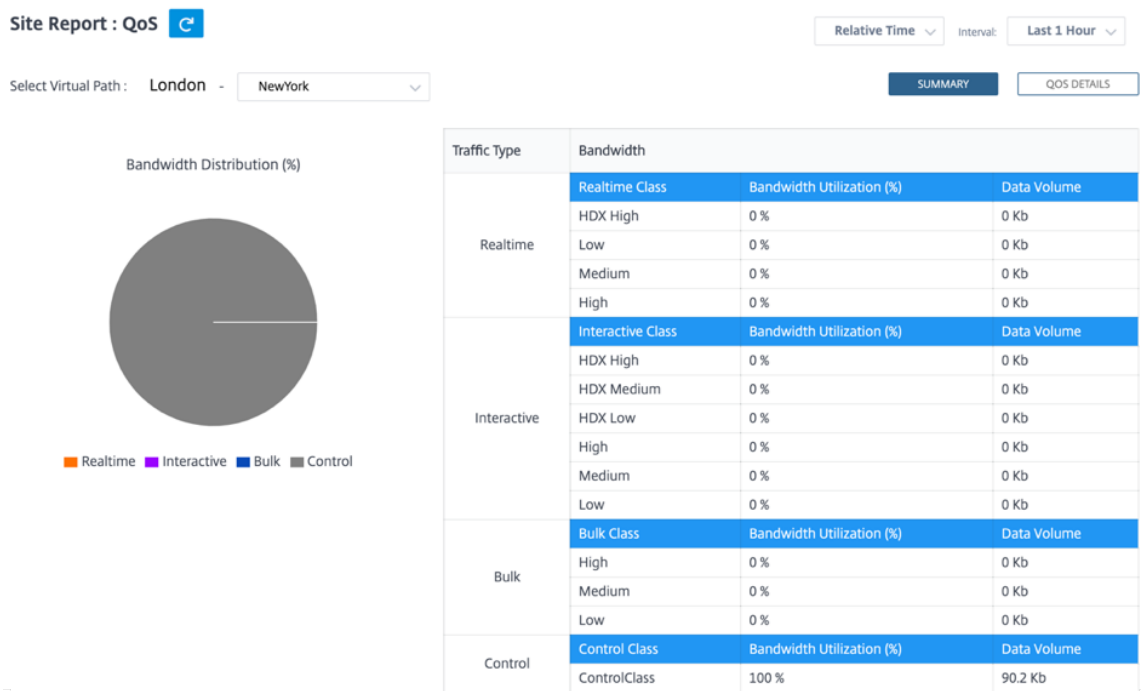 Site Report : QoS
Relative Time
Interval:
Last 1 Hour
Select Virtual Path :
London - NewYork
SUMMARY
QOS DETAILS
Bandwidth Distribution (%)
Realtime Interactive Bulk Control
Traffic Type Bandwidth
Realtime
Realtime Class Bandwidth Utilization (%) Data Volume
HDX High 0 % 0 Kb
Low 0 % 0 Kb
Medium 0 % 0 Kb
High 0 % 0 Kb
Interactive
Interactive Class Bandwidth Utilization (%) Data Volume
HDX High 0 % 0 Kb
HDX Medium 0 % 0 Kb
HDX Low 0 % 0 Kb
High 0 % 0 Kb
Medium 0 % 0 Kb
Low 0 % 0 Kb
Bulk
Bulk Class Bandwidth Utilization (%) Data Volume
High 0 % 0 Kb
Medium 0 % 0 Kb
Low 0 % 0 Kb
Control
Control Class Bandwidth Utilization (%) Data Volume
ControlClass 100 % 90.2 Kb